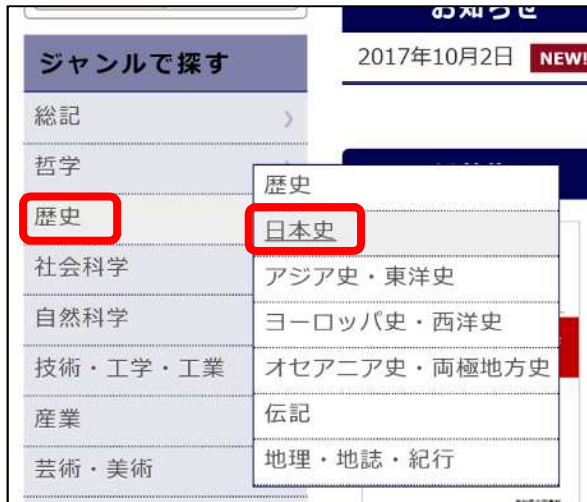 お知らせ
ジャンルで探す
2017年10月2日 NEW!
総記
哲学
歴史
社会科学
自然科学
技術・工学・工業
産業
芸術・美術
歴史
日本史
アジア史・東洋史
ヨーロッパ史・西洋史
オセアニア史・両極地方史
伝記
地理・地誌・紀行